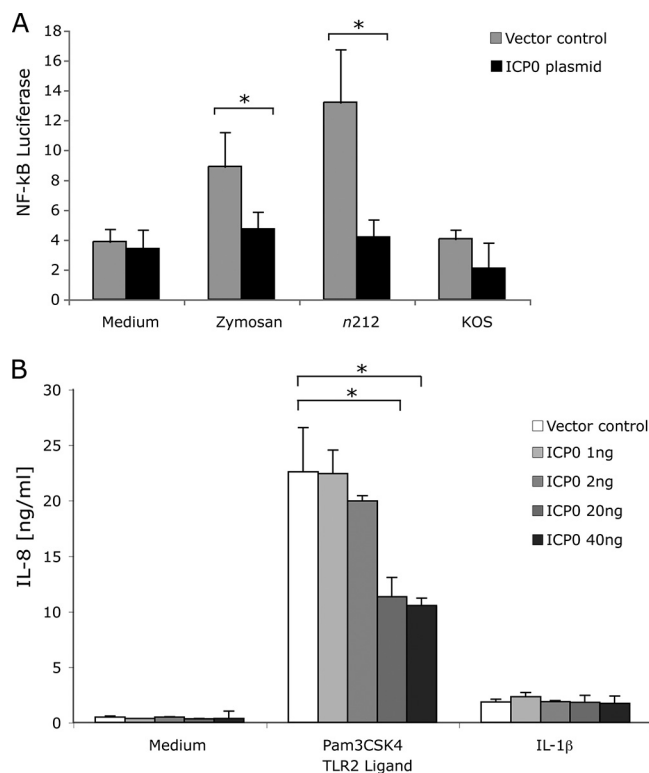 A
18
16
14
12
10
8
6
4
2
0
NF-kB Luciferase
*
*
Vector control
ICP0 plasmid
Medium Zymosan n212 KOS
B
30
25
20
15
10
5
0
IL-8 [ng/ml]
*
*
Vector control
ICP0 1ng
ICP0 2ng
ICP0 20ng
ICP0 40ng
Medium Pam3CSK4 IL-1β
TLR2 Ligand